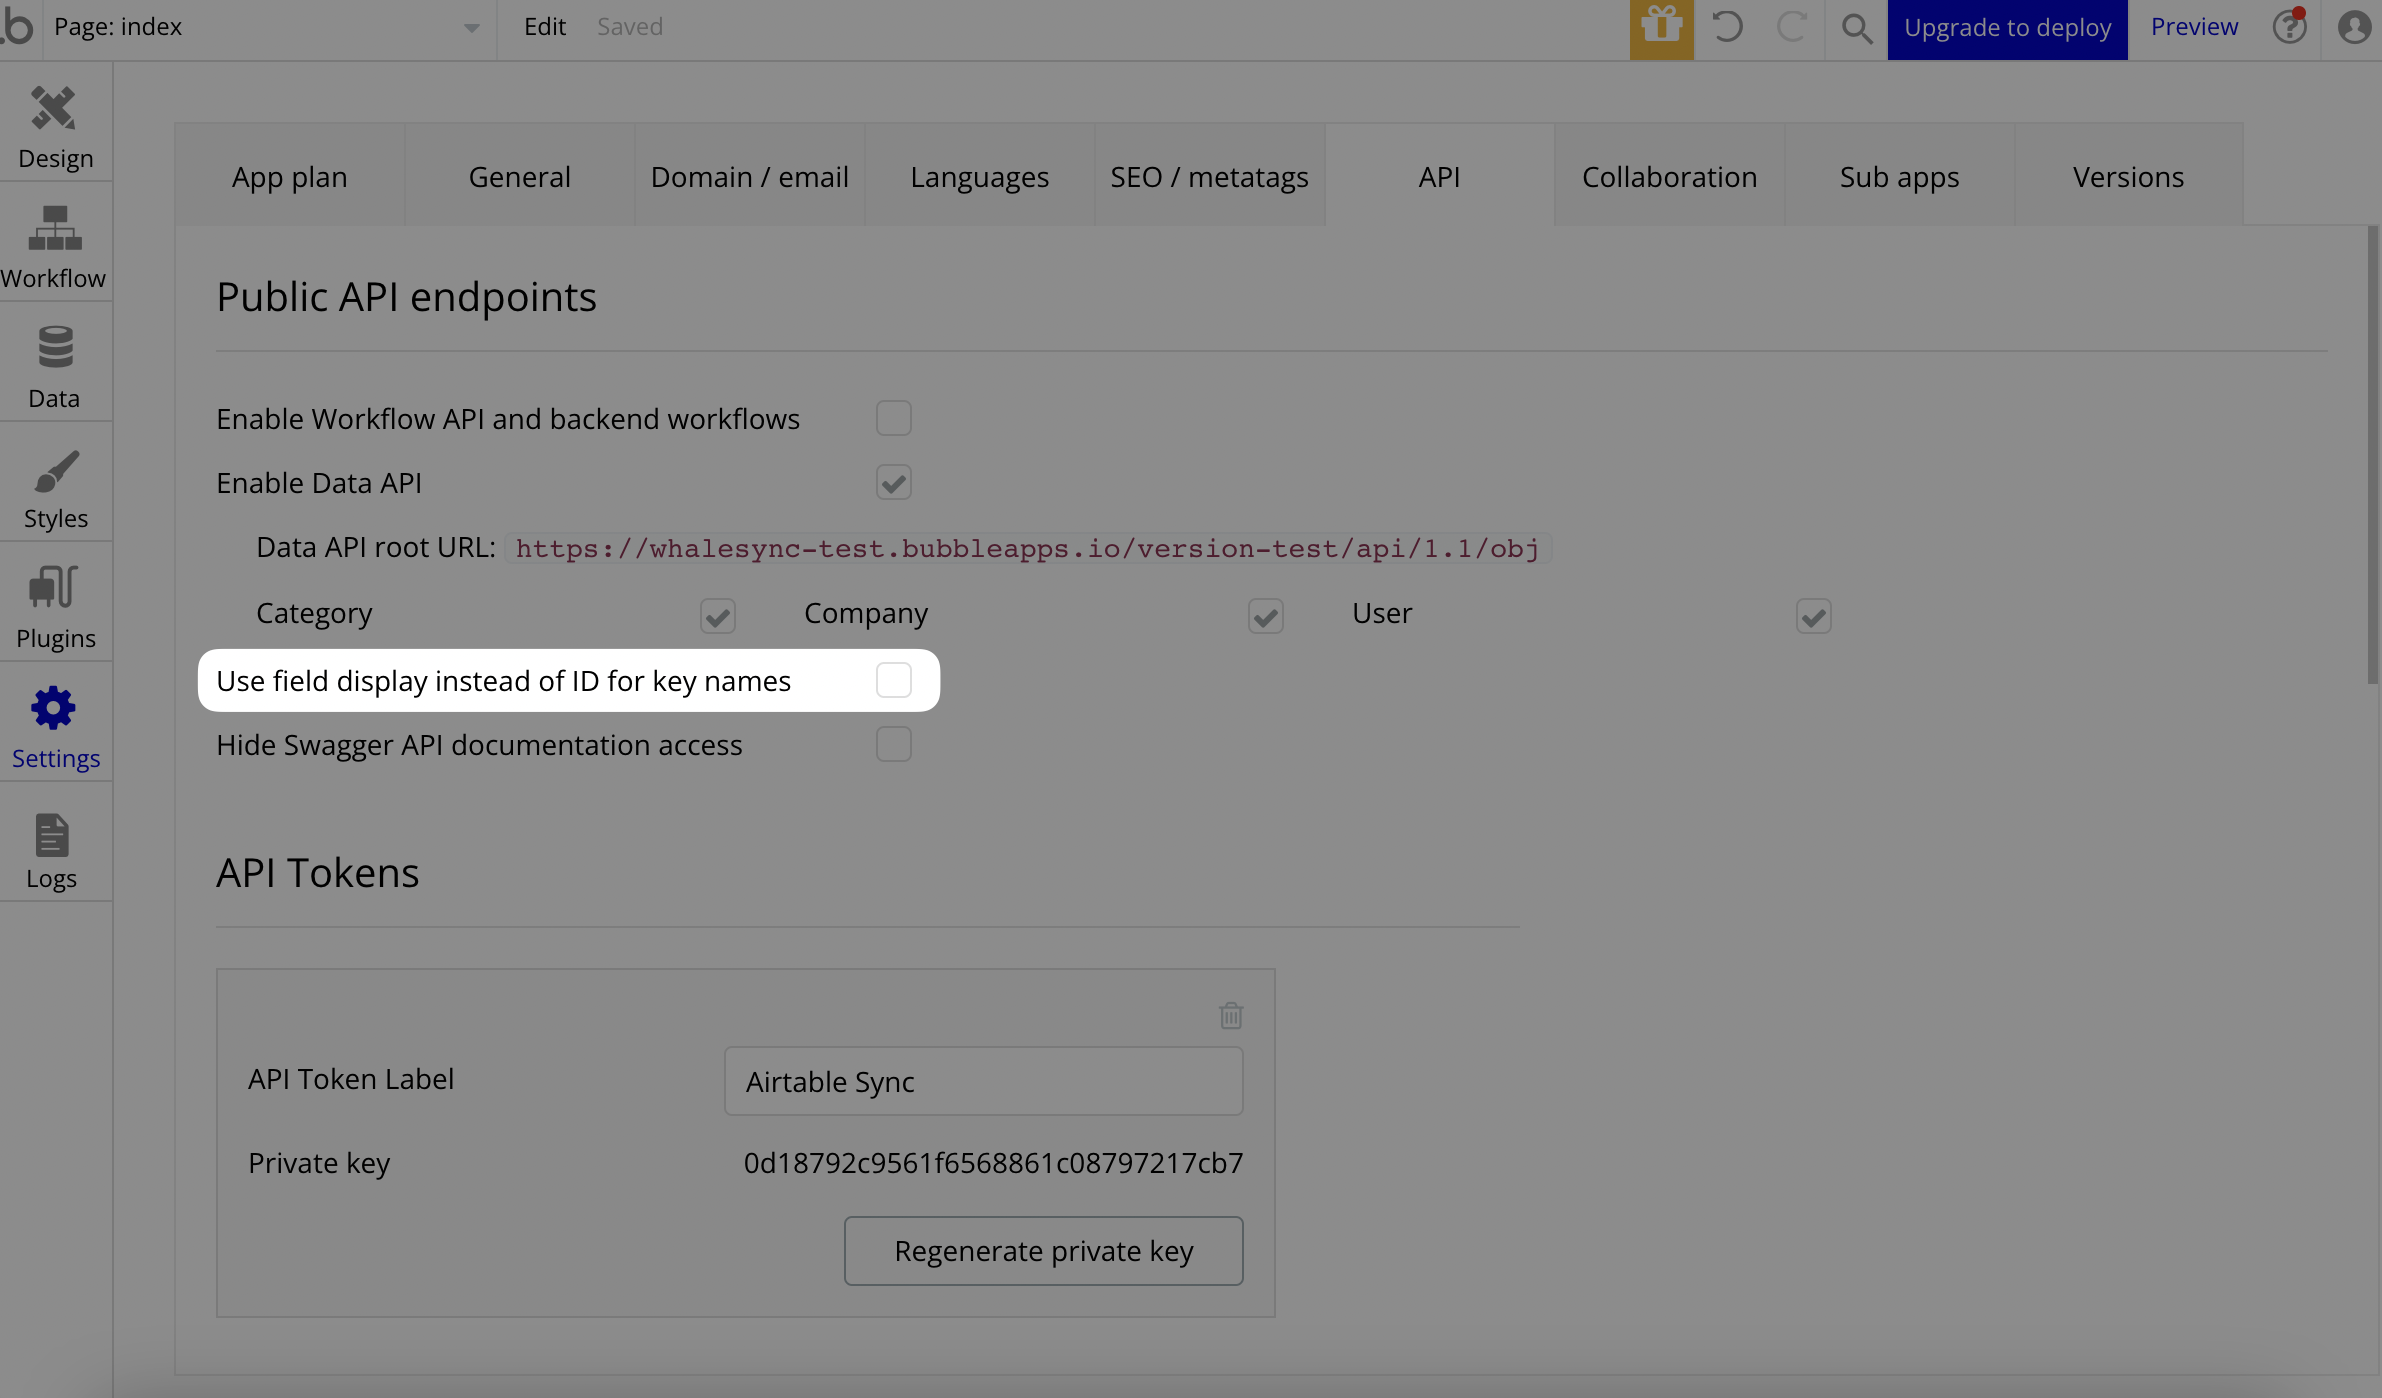 .b Page: index Edit Saved Upgrade to deploy Preview ?
Design
Workflow
Data
Styles
Plugins
Settings
Logs
App plan General Domain / email Languages SEO / metatags API Collaboration Sub apps Versions
Public API endpoints
Enable Workflow API and backend workflows
Enable Data API
Data API root URL: https://whalesync-test.bubbleapps.io/version-test/api/1.1/obj
Category Company User
Use field display instead of ID for key names
Hide Swagger API documentation access
API Tokens
API Token Label Airtable Sync
Private key 0d18792c9561f6568861c08797217cb7
Regenerate private key